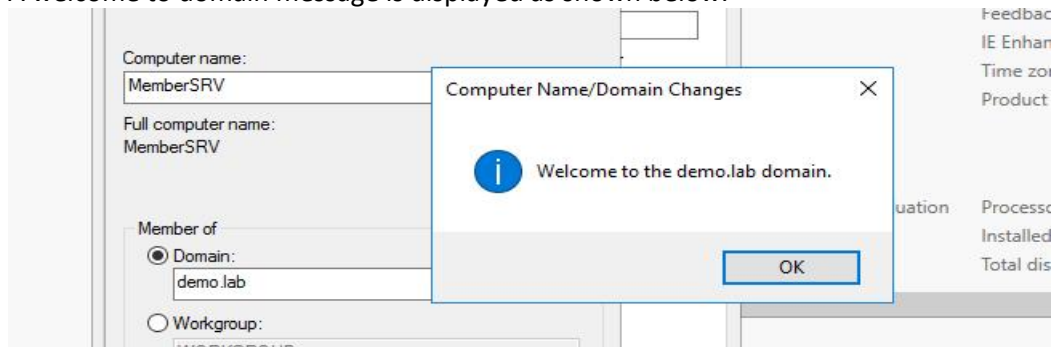 Computer name:
MemberSRV
Full computer name:
MemberSRV
Member of
Domain:
demo.lab
Workgroup:
Computer Name/Domain Changes
Welcome to the demo.lab domain.
OK
Feedbac
IE Enhan
Time zo
Product
uation
Processo
Installed
Total dis